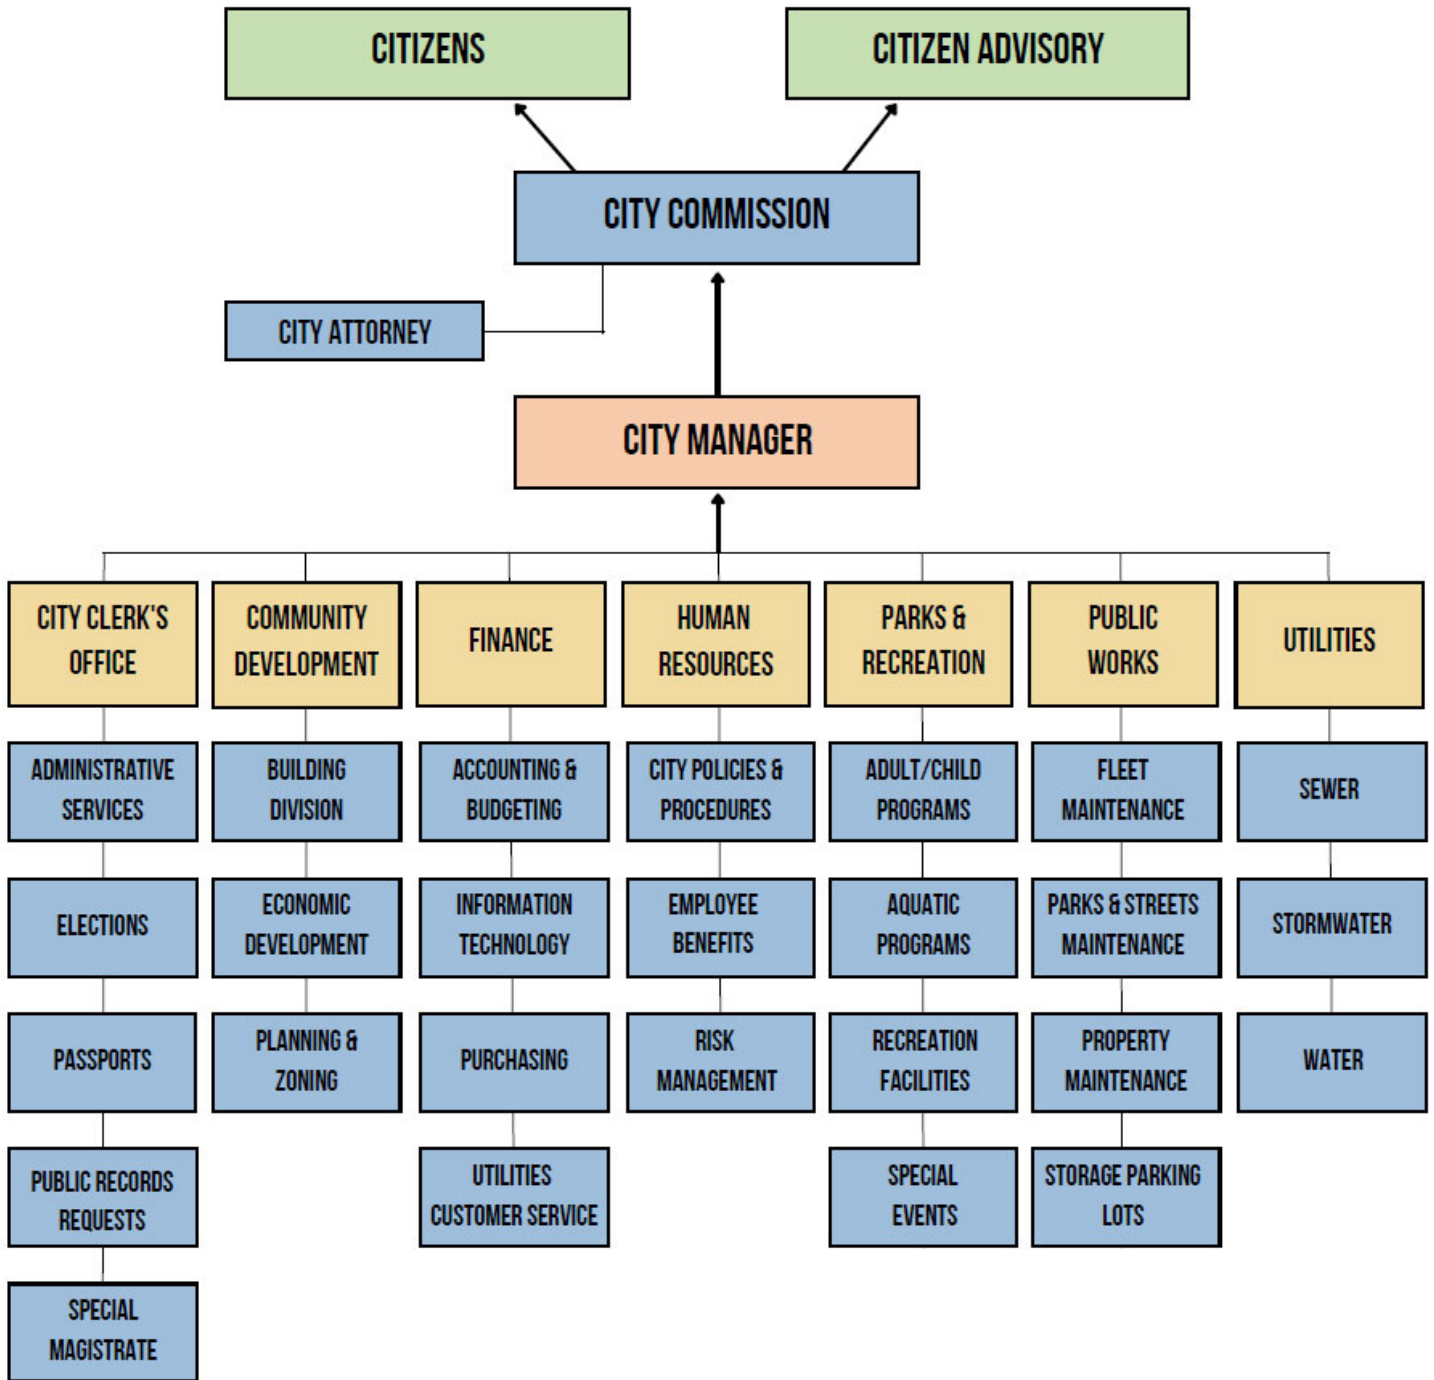 CITIZENS
CITIZEN ADVISORY
CITY COMMISSION
CITY ATTORNEY
CITY MANAGER
CITY CLERK'S
OFFICE
COMMUNITY
DEVELOPMENT
FINANCE
HUMAN
RESOURCES
PARKS &
RECREATION
PUBLIC
WORKS
UTILITIES
ADMINISTRATIVE
SERVICES
BUILDING
DIVISION
ACCOUNTING &
BUDGETING
CITY POLICIES &
PROCEDURES
ADULT/CHILD
PROGRAMS
FLEET
MAINTENANCE
SEWER
ELECTIONS
ECONOMIC
DEVELOPMENT
INFORMATION
TECHNOLOGY
EMPLOYEE
BENEFITS
AQUATIC
PROGRAMS
PARKS & STREETS
MAINTENANCE
STORMWATER
PASSPORTS
PLANNING &
ZONING
PURCHASING
RISK
MANAGEMENT
RECREATION
FACILITIES
PROPERTY
MAINTENANCE
WATER
PUBLIC RECORDS
REQUESTS
UTILITIES
CUSTOMER SERVICE
SPECIAL
EVENTS
STORAGE PARKING
LOTS
SPECIAL
MAGISTRATE